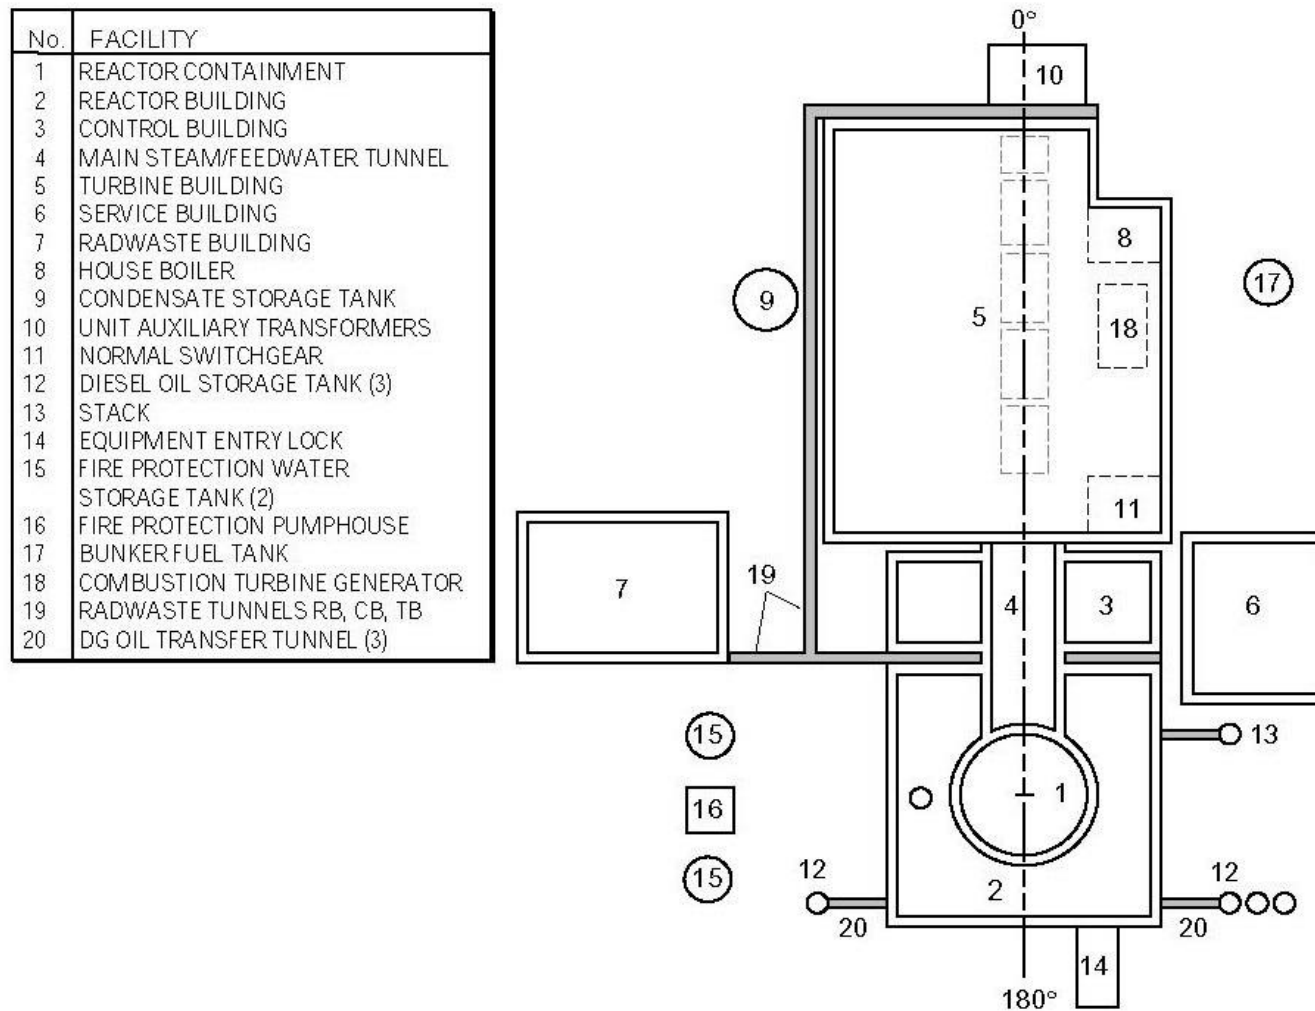 No. FACILITY
1 REACTOR CONTAINMENT
2 REACTOR BUILDING
3 CONTROL BUILDING
4 MAIN STEAM/FEEDWATER TUNNEL
5 TURBINE BUILDING
6 SERVICE BUILDING
7 RADWASTE BUILDING
8 HOUSE BOILER
9 CONDENSATE STORAGE TANK
10 UNIT AUXILIARY TRANSFORMERS
11 NORMAL SWITCHGEAR
12 DIESEL OIL STORAGE TANK (3)
13 STACK
14 EQUIPMENT ENTRY LOCK
15 FIRE PROTECTION WATER
STORAGE TANK (2)
16 FIRE PROTECTION PUMPHOUSE
17 BUNKER FUEL TANK
18 COMBUSTION TURBINE GENERATOR
19 RADWASTE TUNNELS RB, CB, TB
20 DG OIL TRANSFER TUNNEL (3)
0°
10
8
17
9
5
18
11
19
7
4
3
6
15
13
1
16
15
12
2
12
20
20
14
180°